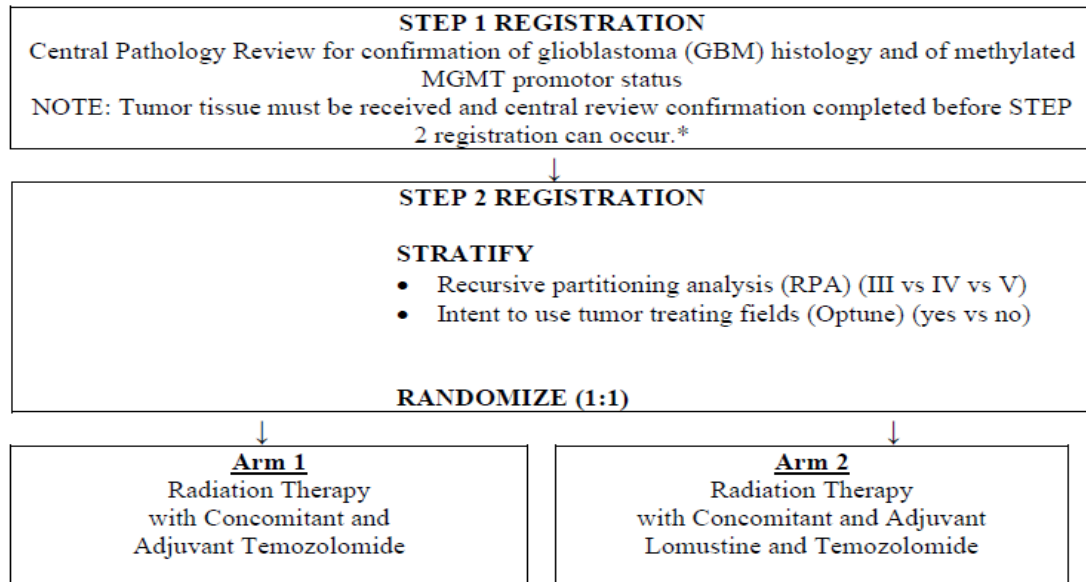 STEP 1 REGISTRATION
Central Pathology Review for confirmation of glioblastoma (GBM) histology and of methylated
MGMT promotor status
NOTE: Tumor tissue must be received and central review confirmation completed before STEP
2 registration can occur.*
↓
STEP 2 REGISTRATION
STRATIFY
• Recursive partitioning analysis (RPA) (III vs IV vs V)
• Intent to use tumor treating fields (Optune) (yes vs no)
RANDOMIZE (1:1)
↓ ↓
Arm 1
Radiation Therapy
with Concomitant and
Adjuvant Temozolomide
Arm 2
Radiation Therapy
with Concomitant and Adjuvant
Lomustine and Temozolomide